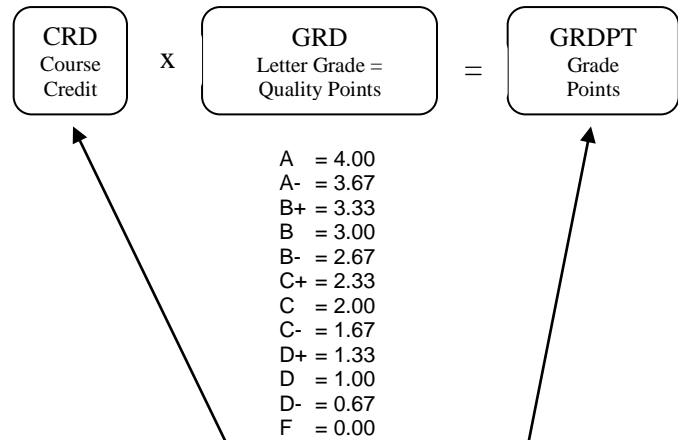 CRD
Course
Credit
x
GRD
Letter Grade =
Quality Points
=
GRDPT
Grade
Points
A = 4.00
A- = 3.67
B+ = 3.33
B = 3.00
B- = 2.67
C+ = 2.33
C = 2.00
C- = 1.67
D+ = 1.33
D = 1.00
D- = 0.67
F = 0.00